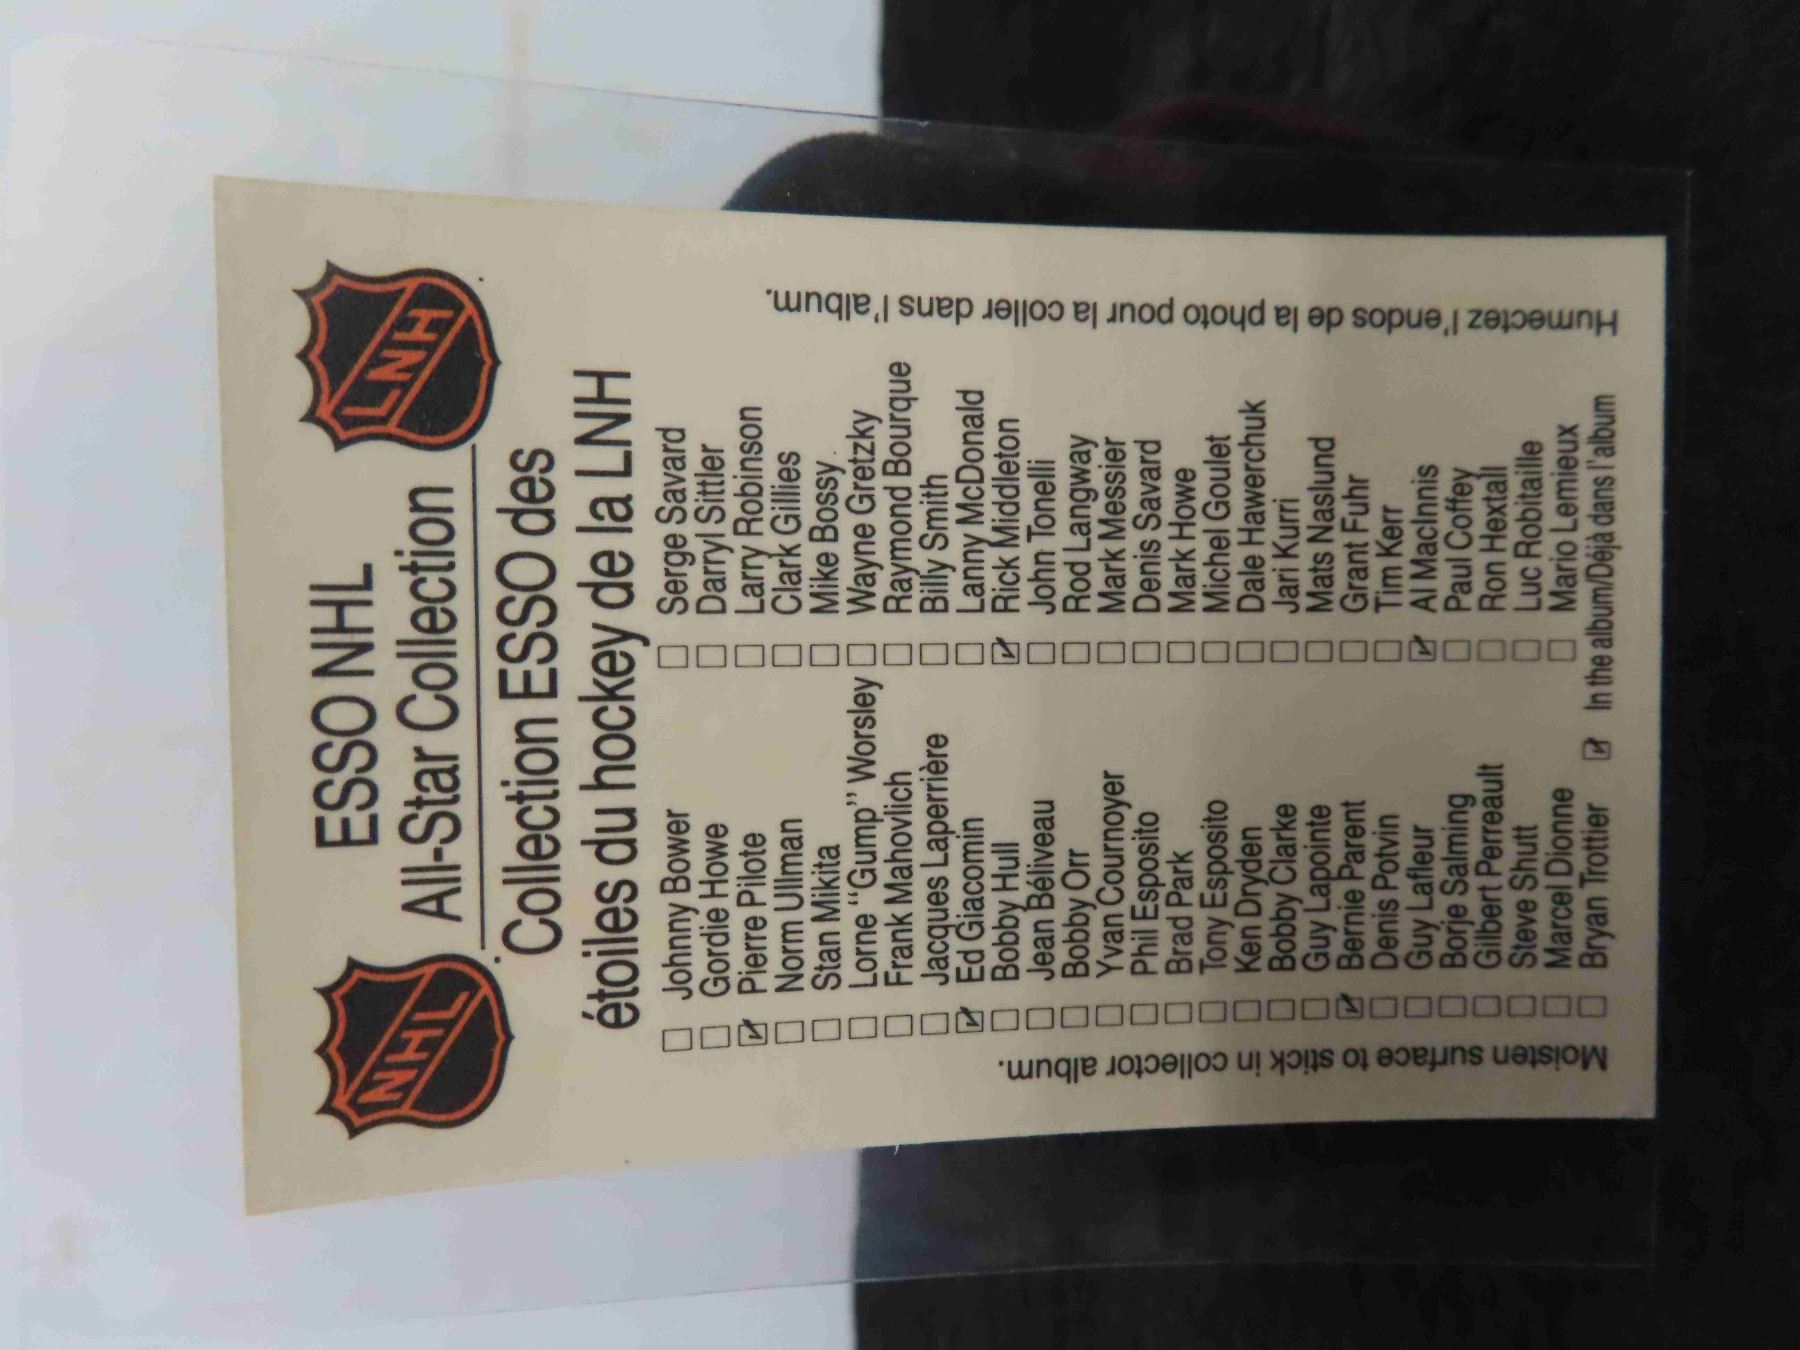 NHL
LNH
ESSO NHL
All-Star Collection
Collection ESSO des
étoiles du hockey de la LNH
☐ Johnny Bower
☐ Gordie Howe
☑ Pierre Pilote
☐ Norm Ullman
☐ Stan Mikita
☐ Lorne "Gump" Worsley
☐ Frank Mahovlich
☐ Jacques Laperrière
☑ Ed Giacomin
☐ Bobby Hull
☐ Jean Béliveau
☐ Bobby Orr
☐ Yvan Cournoyer
☐ Phil Esposito
☐ Brad Park
☐ Tony Esposito
☐ Ken Dryden
☐ Bobby Clarke
☐ Guy Lapointe
☑ Bernie Parent
☐ Denis Potvin
☐ Guy Lafleur
☐ Borje Salming
☐ Gilbert Perreault
☐ Steve Shutt
☐ Marcel Dionne
☐ Bryan Trottier
☐ Serge Savard
☐ Darryl Sittler
☐ Larry Robinson
☐ Clark Gillies
☐ Mike Bossy
☐ Wayne Gretzky
☐ Raymond Bourque
☐ Billy Smith
☐ Lanny McDonald
☑ Rick Middleton
☐ John Tonelli
☐ Rod Langway
☐ Mark Messier
☐ Denis Savard
☐ Mark Howe
☐ Michel Goulet
☐ Dale Hawerchuk
☐ Jari Kurri
☐ Mats Naslund
☐ Grant Fuhr
☐ Tim Kerr
☑ Al MacInnis
☐ Paul Coffey
☐ Ron Hextall
☐ Luc Robitaille
☐ Mario Lemieux
☑ In the album/Déjà dans l'album
Moisten surface to stick in collector album.
Humectez l'endos de la photo pour la coller dans l'album.